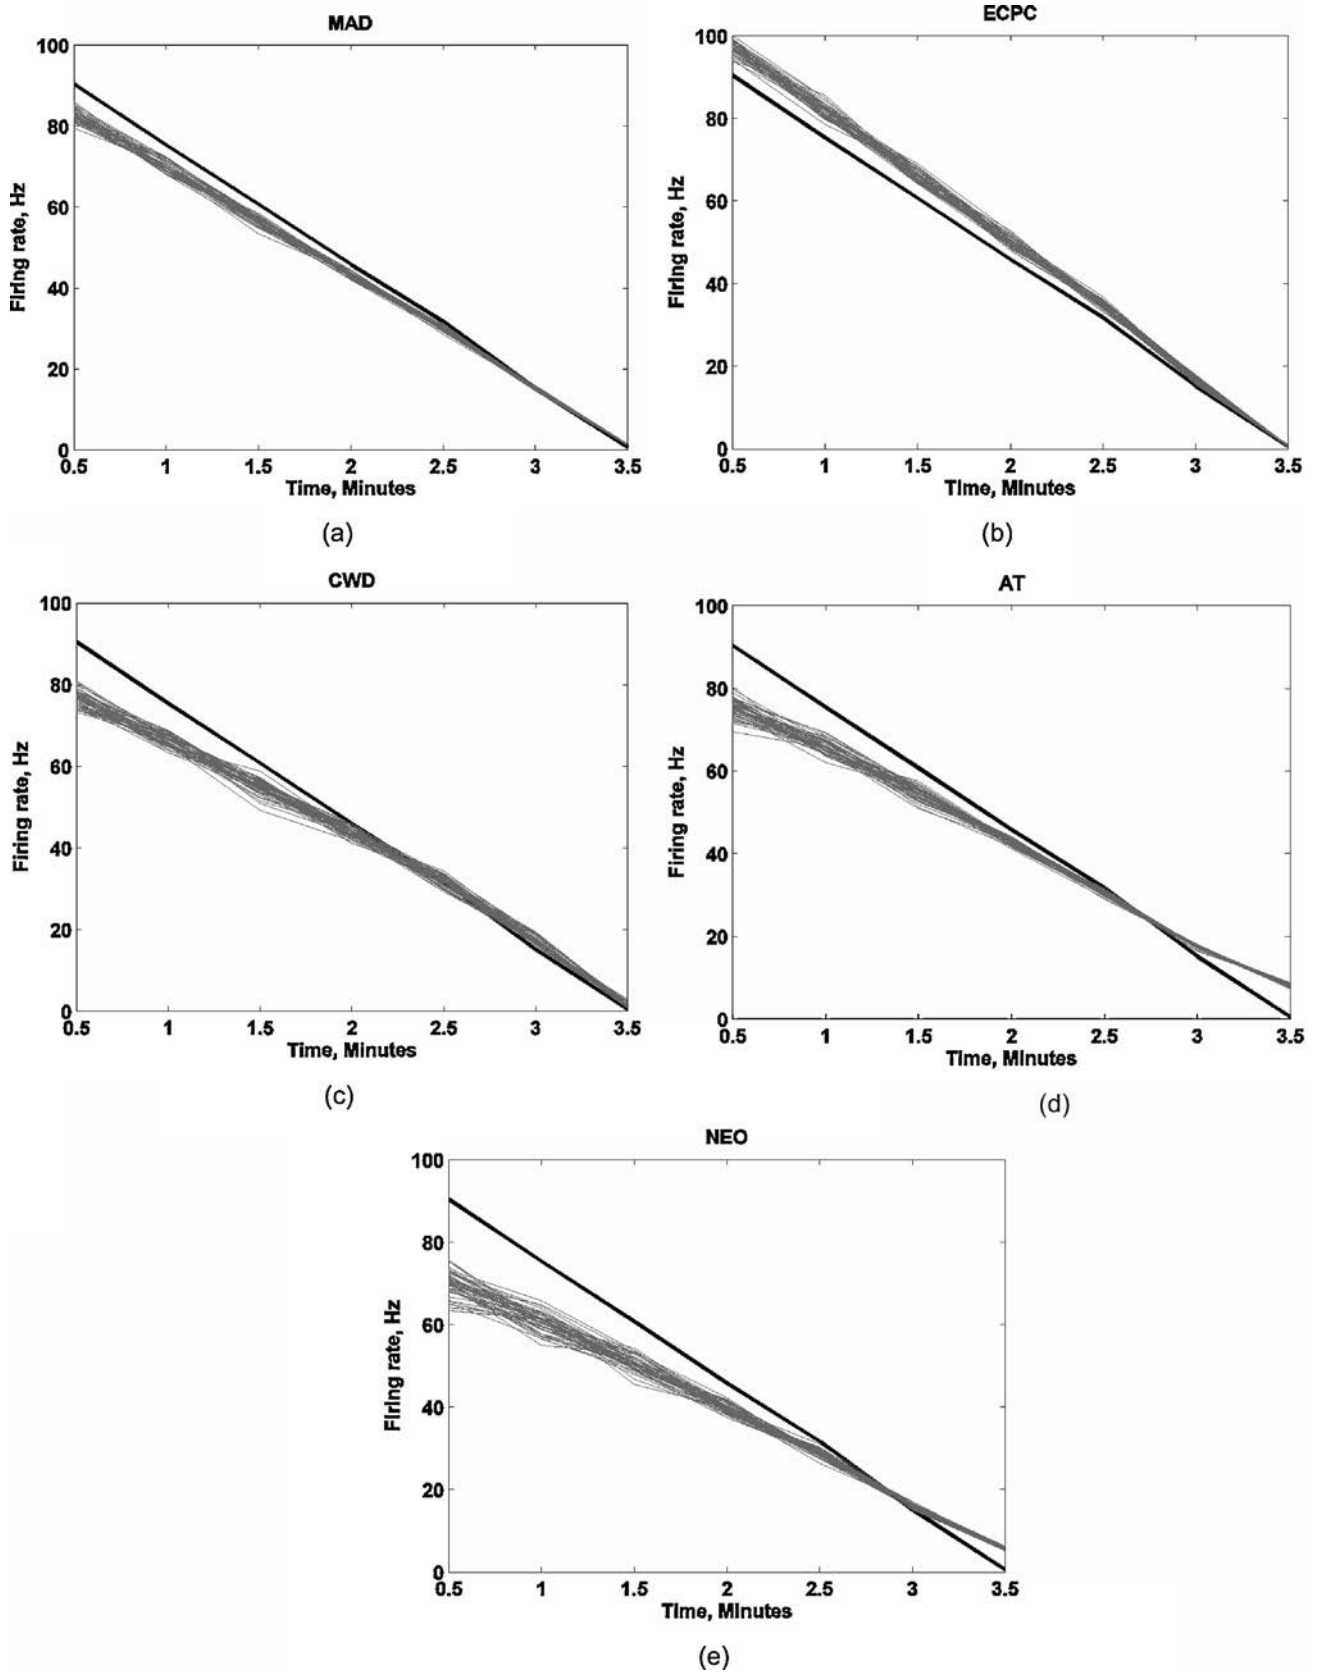 MAD
100
80
60
40
20
0
Firing rate, Hz
0.5 1 1.5 2 2.5 3 3.5
Time, Minutes
(a)
ECPC
100
80
60
40
20
0
Firing rate, Hz
0.5 1 1.5 2 2.5 3 3.5
Time, Minutes
(b)
CWD
100
80
60
40
20
0
Firing rate, Hz
0.5 1 1.5 2 2.5 3 3.5
Time, Minutes
(c)
AT
100
80
60
40
20
0
Firing rate, Hz
0.5 1 1.5 2 2.5 3 3.5
Time, Minutes
(d)
NEO
100
80
60
40
20
0
Firing rate, Hz
0.5 1 1.5 2 2.5 3 3.5
Time, Minutes
(e)